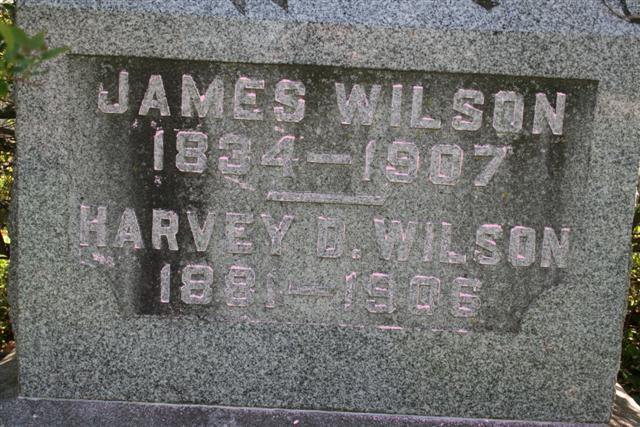 JAMES WILSON
1834—1907
HARVEY D. WILSON
1881—1906